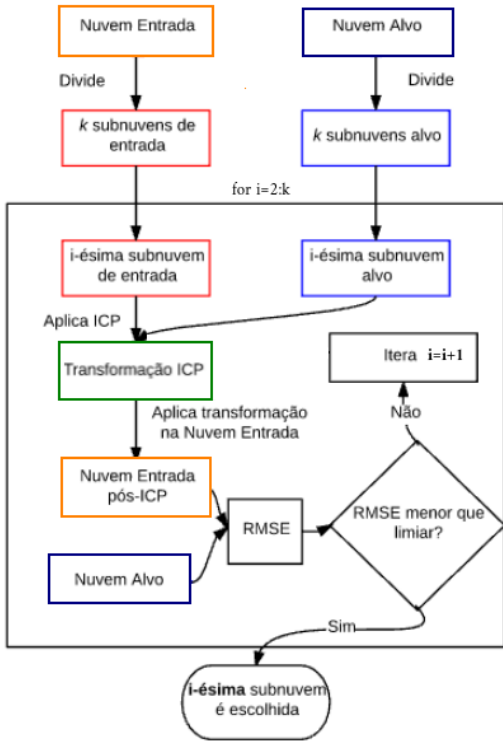 Nuvem Entrada
Nuvem Alvo
Divide
Divide
k subnuvens de
entrada
k subnuvens alvo
for i=2:k
i-ésima subnuvem
de entrada
i-ésima subnuvem
alvo
Aplica ICP
Transformação ICP
Itera i=i+1
Aplica transformação
na Nuvem Entrada
Não
Nuvem Entrada
pós-ICP
RMSE
RMSE menor que
limiar?
Nuvem Alvo
Sim
i-ésima subnuvem
é escolhida